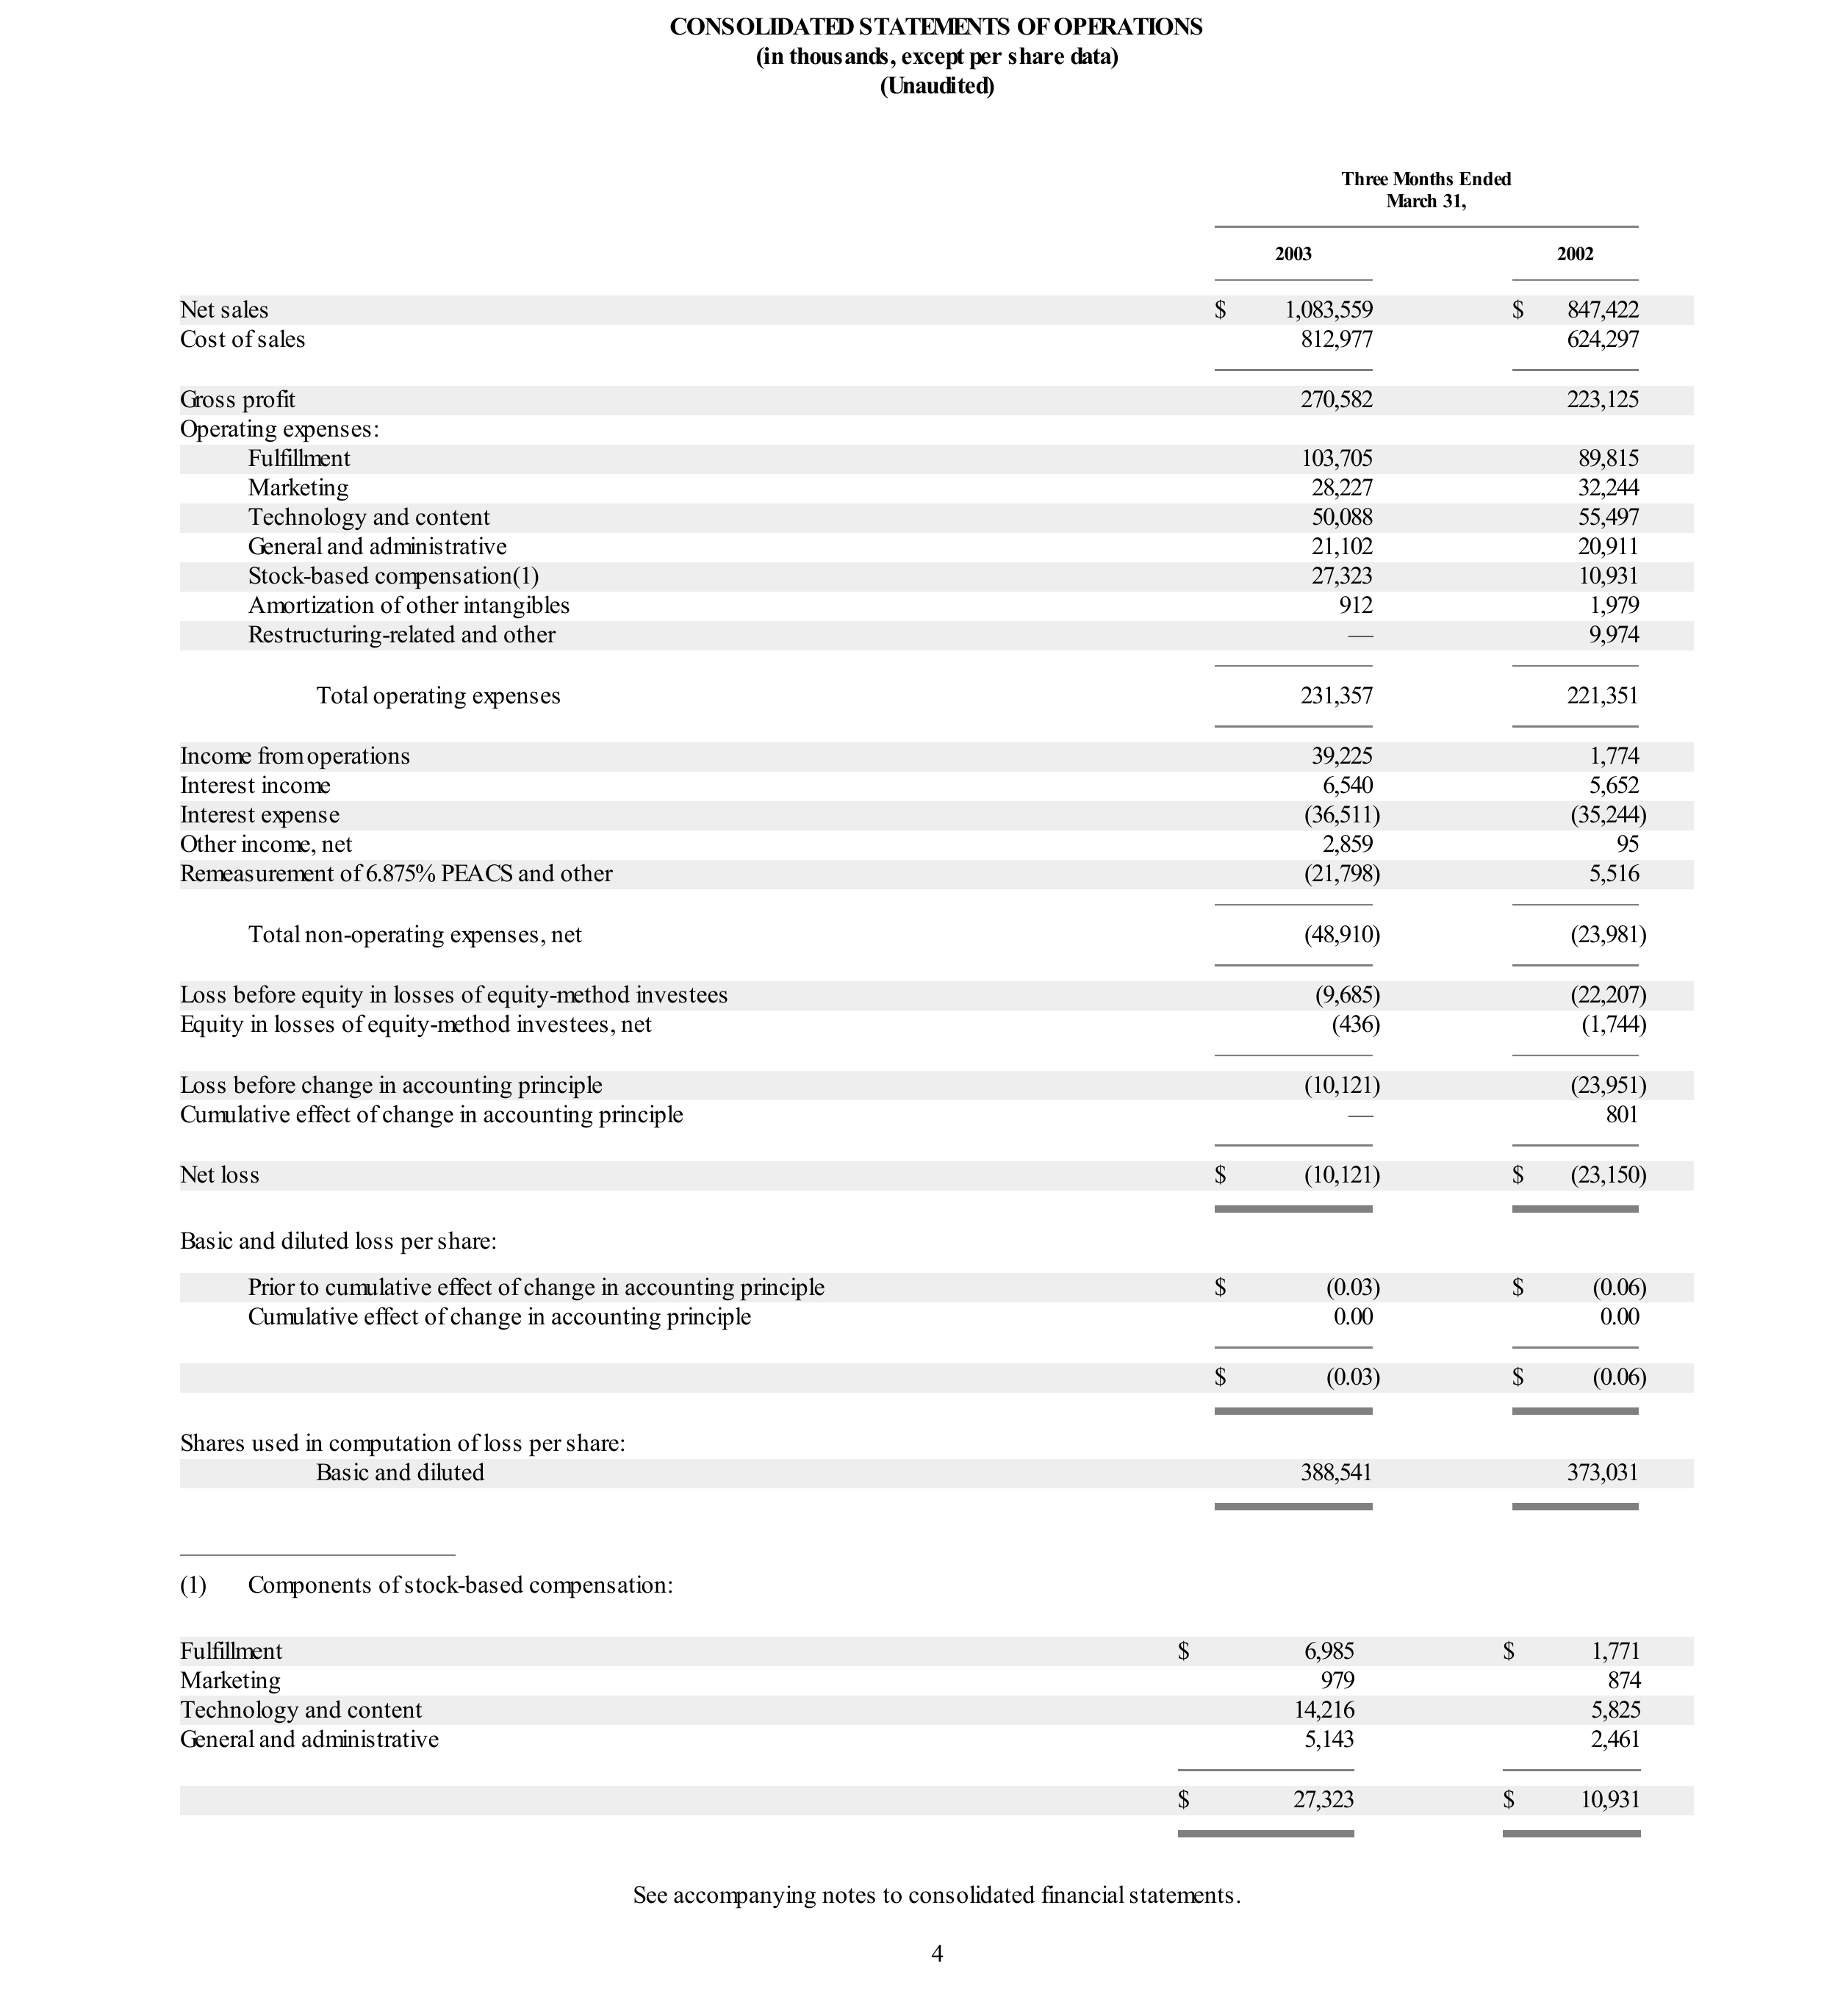 CONSOLIDATED STATEMENTS OF OPERATIONS
(in thousands, except per share data)
(Unaudited)
Three Months Ended
March 31,
2003 2002
Net sales $ 1,083,559 $ 847,422
Cost of sales 812,977 624,297
Gross profit 270,582 223,125
Operating expenses:
Fulfillment 103,705 89,815
Marketing 28,227 32,244
Technology and content 50,088 55,497
General and administrative 21,102 20,911
Stock-based compensation(1) 27,323 10,931
Amortization of other intangibles 912 1,979
Restructuring-related and other — 9,974
Total operating expenses 231,357 221,351
Income from operations 39,225 1,774
Interest income 6,540 5,652
Interest expense (36,511) (35,244)
Other income, net 2,859 95
Remeasurement of 6.875% PEACS and other (21,798) 5,516
Total non-operating expenses, net (48,910) (23,981)
Loss before equity in losses of equity-method investees (9,685) (22,207)
Equity in losses of equity-method investees, net (436) (1,744)
Loss before change in accounting principle (10,121) (23,951)
Cumulative effect of change in accounting principle — 801
Net loss $ (10,121) $ (23,150)
Basic and diluted loss per share:
Prior to cumulative effect of change in accounting principle $ (0.03) $ (0.06)
Cumulative effect of change in accounting principle 0.00 0.00
$ (0.03) $ (0.06)
Shares used in computation of loss per share:
Basic and diluted 388,541 373,031
(1) Components of stock-based compensation:
Fulfillment $ 6,985 $ 1,771
Marketing 979 874
Technology and content 14,216 5,825
General and administrative 5,143 2,461
$ 27,323 $ 10,931
See accompanying notes to consolidated financial statements.
4